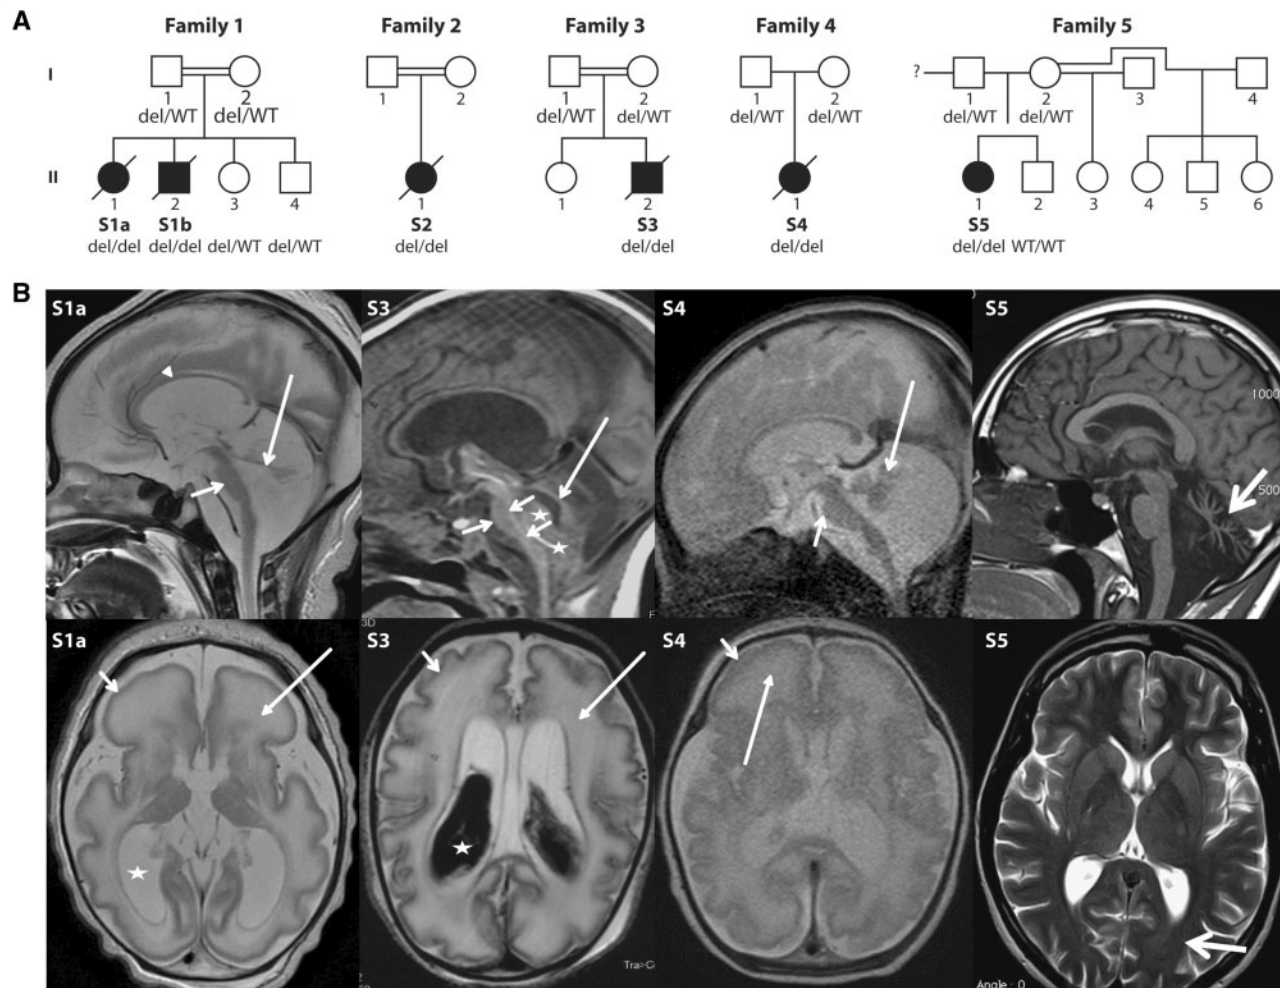 A
Family 1 Family 2 Family 3 Family 4 Family 5
I
?
1 2 1 2 1 2 1 2 1 2 3 4
del/WT del/WT del/WT del/WT del/WT del/WT del/WT del/WT
II
1 2 3 4 1 1 2 1 1 2 3 4 5 6
S1a S1b S2 S3 S4 S5
del/del del/del del/WT del/WT del/del del/del del/del del/del WT/WT
B
S1a S3 S4 S5
1000
500
F
S1a 3D S3 S4 S5
Tra>C
Angle : 0